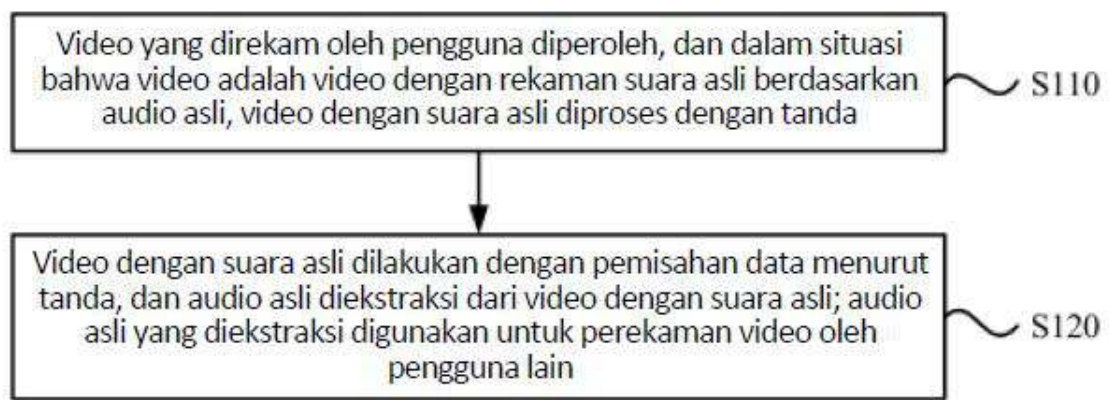 Video yang direkam oleh pengguna diperoleh, dan dalam situasi
bahwa video adalah video dengan rekaman suara asli berdasarkan
audio asli, video dengan suara asli diproses dengan tanda
S110
Video dengan suara asli dilakukan dengan pemisahan data menurut
tanda, dan audio asli diekstraksi dari video dengan suara asli; audio
asli yang diekstraksi digunakan untuk perekaman video oleh
pengguna lain
S120